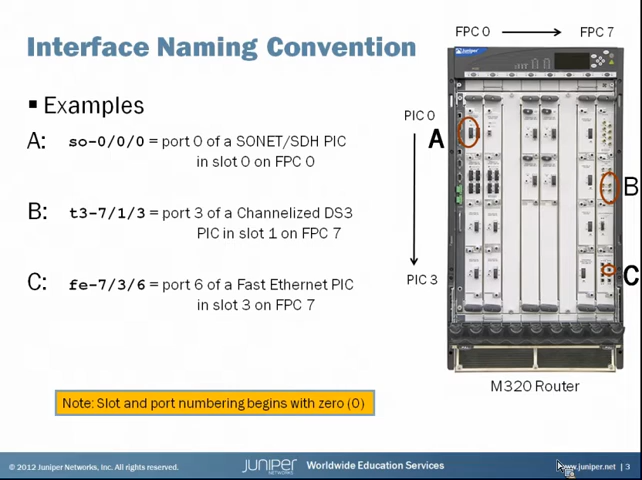 FPC 0
FPC 7
Interface Naming Convention
▪ Examples
PIC 0
A
A: so-0/0/0 = port 0 of a SONET/SDH PIC
in slot 0 on FPC 0
B
B: t3-7/1/3 = port 3 of a Channelized DS3
PIC in slot 1 on FPC 7
C
C: fe-7/3/6 = port 6 of a Fast Ethernet PIC
in slot 3 on FPC 7
PIC 3
M320 Router
Note: Slot and port numbering begins with zero (0)
© 2012 Juniper Networks, Inc. All rights reserved.
JUNIPER
NETWORKS
Worldwide Education Services
www.juniper.net | 3